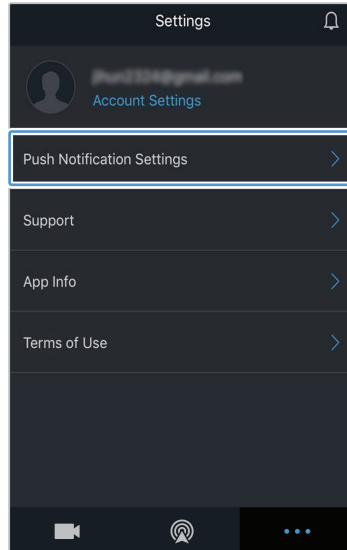 Settings
Account Settings
Push Notification Settings
Support
App Info
Terms of Use